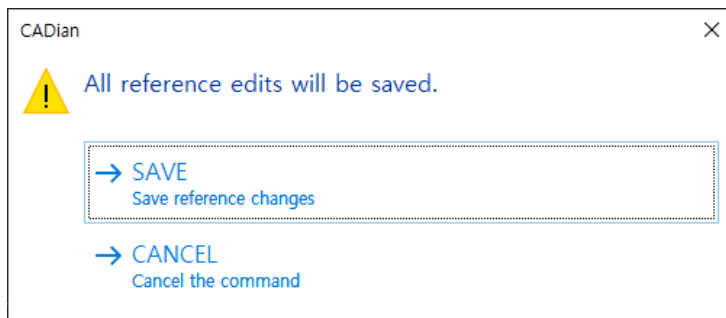 CADian
All reference edits will be saved.
SAVE
Save reference changes
CANCEL
Cancel the command